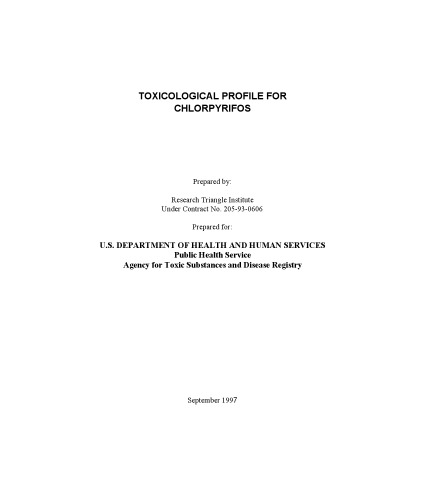 TOXICOLOGICAL PROFILE FOR
CHLORPYRIFOS
Prepared by:
Research Triangle Institute
Under Contract No. 205-93-0606
Prepared for:
U.S. DEPARTMENT OF HEALTH AND HUMAN SERVICES
Public Health Service
Agency for Toxic Substances and Disease Registry
September 1997